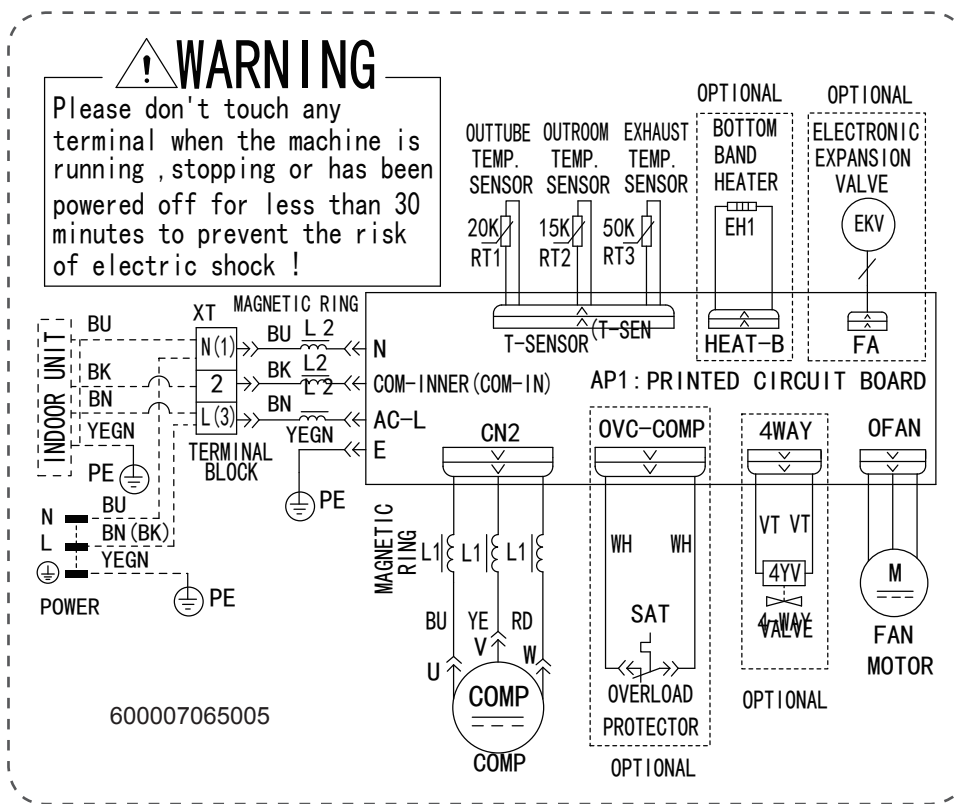 WARNING
Please don't touch any
terminal when the machine is
running ,stopping or has been
powered off for less than 30
minutes to prevent the risk
of electric shock !
OPTIONAL
OPTIONAL
OUTTUBE
TEMP.
SENSOR
OUTROOM
TEMP.
SENSOR
EXHAUST
TEMP.
SENSOR
BOTTOM
BAND
HEATER
ELECTRONIC
EXPANSION
VALVE
20K
RT1
15K
RT2
50K
RT3
EH1
EKV
T-SENSOR
(T-SEN
HEAT-B
FA
MAGNETIC RING
XT
INDOOR UNIT
BU
BK
BN
YEGN
PE
N(1)
2
L(3)
TERMINAL
BLOCK
BU
L2
BK
L2
L2
BN
YEGN
PE
N
COM-INNER(COM-IN)
AC-L
E
AP1:PRINTED CIRCUIT BOARD
CN2
OVC-COMP
4WAY
OFAN
N
L
POWER
BU
BN(BK)
YEGN
PE
MAGNETIC
RING
L1
L1
L1
BU
YE
RD
U
V
W
COMP
COMP
WH
WH
SAT
OVERLOAD
PROTECTOR
OPTIONAL
VT
VT
4YV
4-WAY
VALVE
OPTIONAL
M
FAN
MOTOR
600007065005